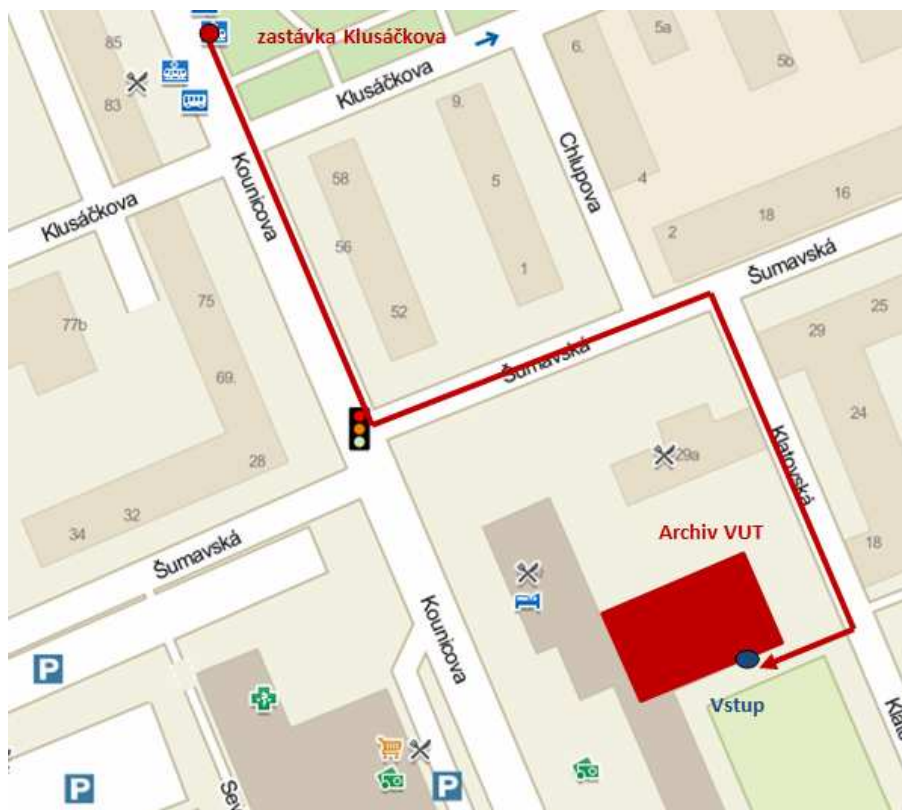 zastávka Klusáčkova
85
83
Klusáčkova
6.
5a
5b
9.
Chlupova
58
5
4
16
18
2
Kounicova
Klusáčkova
56
1
Šumavská
77b
75
52
29
25
69.
Šumavská
24
28
29a
Klatovská
34
32
Šumavská
Archiv VUT
18
Kounicova
P
Vstup
P
P